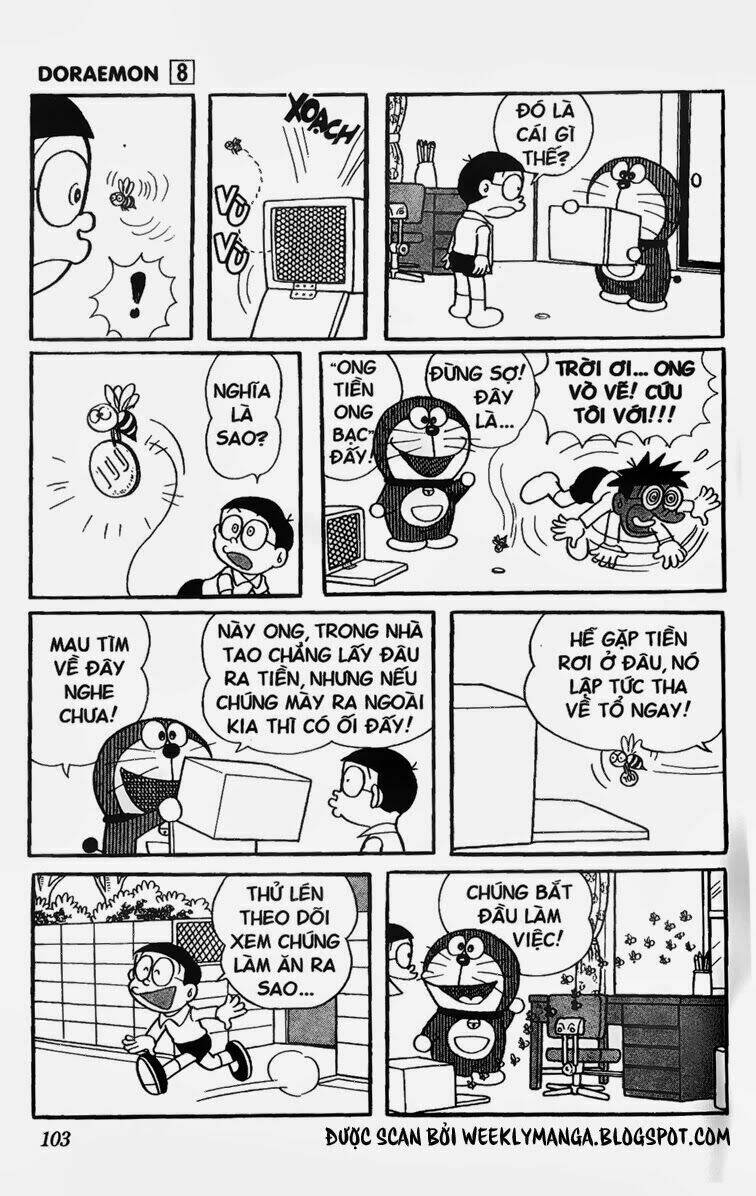 DORAEMON 8
ĐÓ LÀ
CÁI GÌ
THẾ?
XOẠCH
VÙ
VÙ
!
TRỜI ƠI... ONG
VÒ VẼ! CỨU
TÔI VỚI!!!
ĐỪNG SỢ!
ĐÂY
LÀ...
"ONG
TIỀN
ONG
BẠC"
ĐẤY!
NGHĨA
LÀ
SAO?
100
HỄ GẶP TIỀN
RƠI Ở ĐÂU, NÓ
LẬP TỨC THA
VỀ TỔ NGAY!
NÀY ONG, TRONG NHÀ
TAO CHẲNG LẤY ĐÂU
RA TIỀN, NHƯNG NẾU
CHÚNG MÀY RA NGOÀI
KIA THÌ CÓ ỐI ĐẤY!
MAU TÌM
VỀ ĐÂY
NGHE
CHƯA!
CHÚNG BẮT
ĐẦU LÀM
VIỆC!
THỬ LÉN
THEO DÕI
XEM CHÚNG
LÀM ĂN RA
SAO...
103
ĐƯỢC SCAN BỞI WEEKLYMANGA.BLOGSPOT.COM